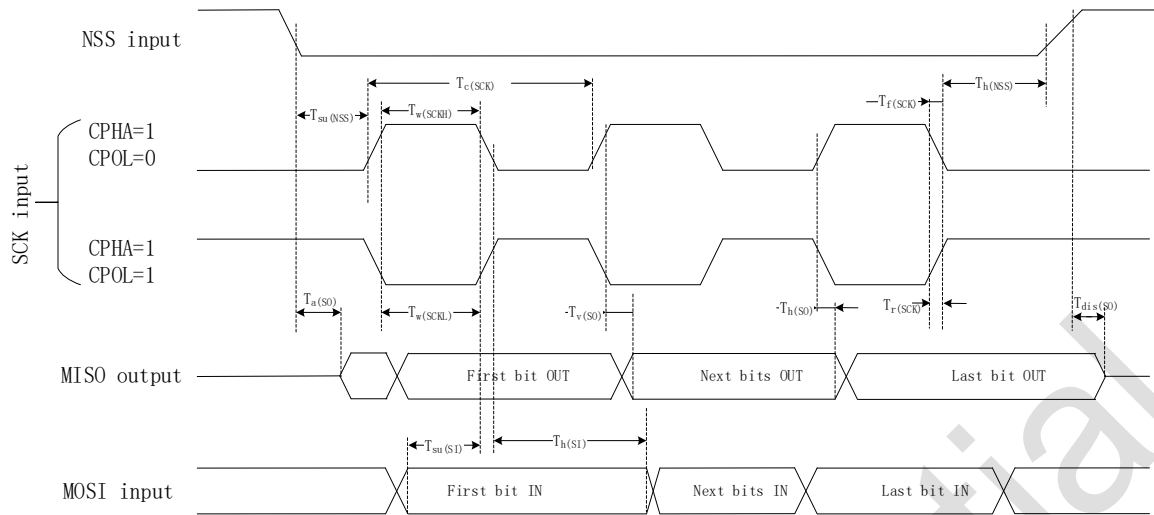 NSS input
Tc(SCK)
Th(NSS)
Tsu(NSS)
Tw(SCKH)
Tf(SCK)
SCK input
CPHA=1
CPOL=0
CPHA=1
CPOL=1
Ta(SO)
Tw(SCKL)
Tv(SO)
Th(SO)
Tr(SCK)
Tdis(SO)
MISO output
First bit OUT
Next bits OUT
Last bit OUT
Tsu(SI)
Th(SI)
MOSI input
First bit IN
Next bits IN
Last bit IN